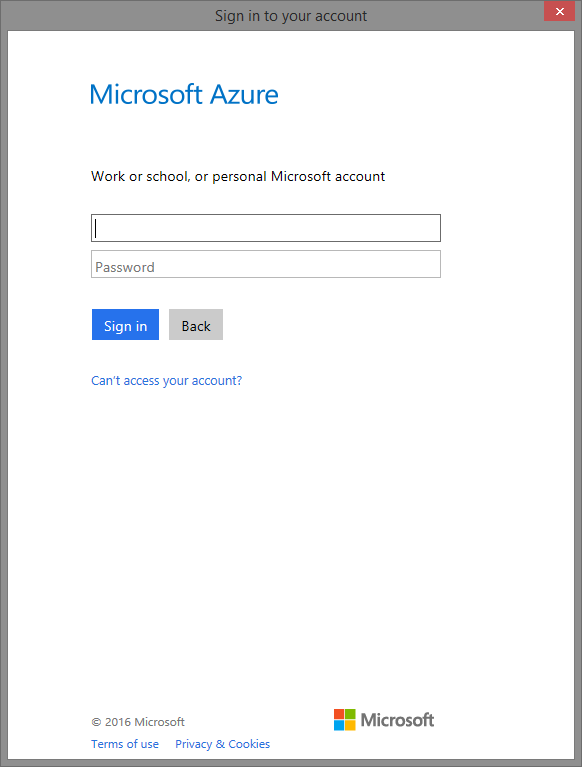 Sign in to your account
Microsoft Azure
Work or school, or personal Microsoft account
Password
Sign in Back
Can't access your account?
© 2016 Microsoft
Microsoft
Terms of use Privacy & Cookies